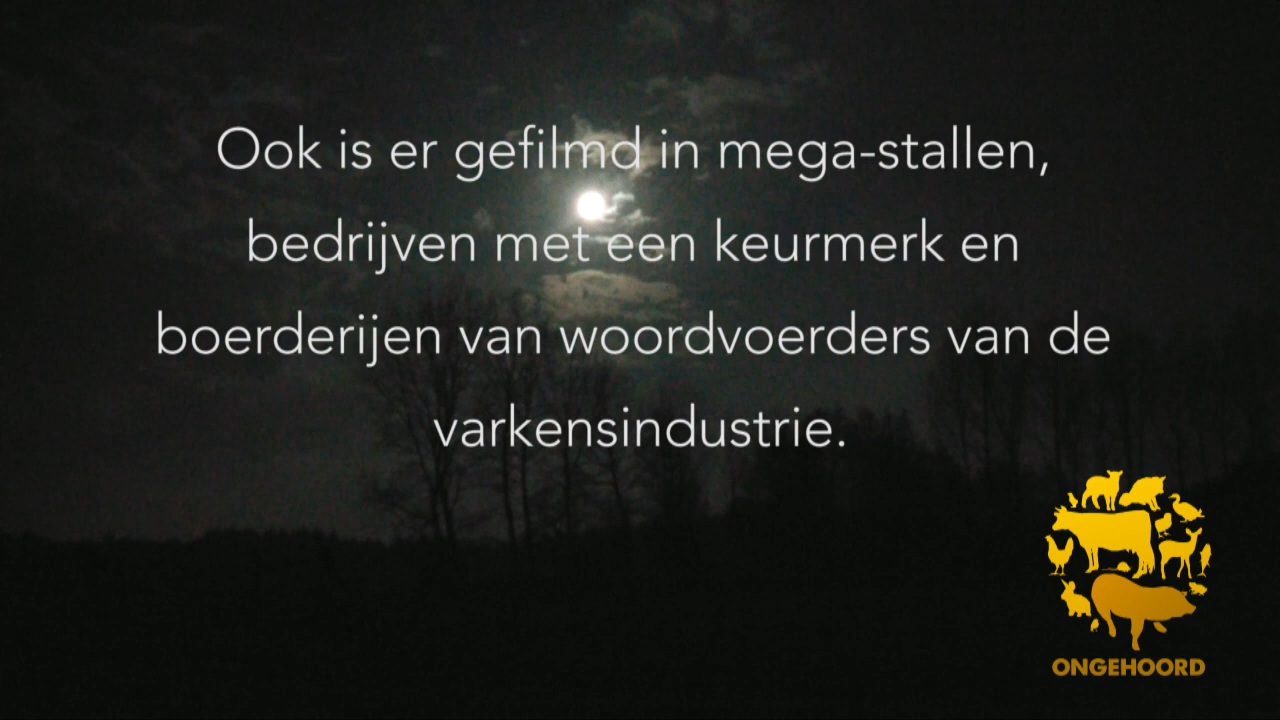 Ook is er gefilmd in mega-stallen,
bedrijven met een keurmerk en
boerderijen van woordvoerders van de
varkensindustrie.
ONGEHOORD